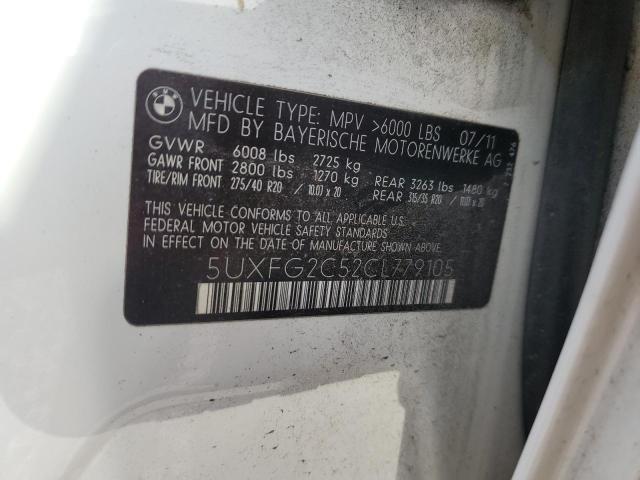 BMW
VEHICLE TYPE: MPV >6000 LBS 07/11
MFD BY BAYERISCHE MOTORENWERKE AG
GVWR 6008 lbs 2725 kg
GAWR FRONT 2800 lbs 1270 kg REAR 3263 lbs 1480 kg
TIRE/RIM FRONT 275/40 R20 / 10.0J x 20 REAR 315/35 R20 / 11.0J x 20
THIS VEHICLE CONFORMS TO ALL APPLICABLE U.S.
FEDERAL MOTOR VEHICLE SAFETY STANDARDS
IN EFFECT ON THE DATE OF MANUFACTURE SHOWN ABOVE.
5UXFG2C52CL779105